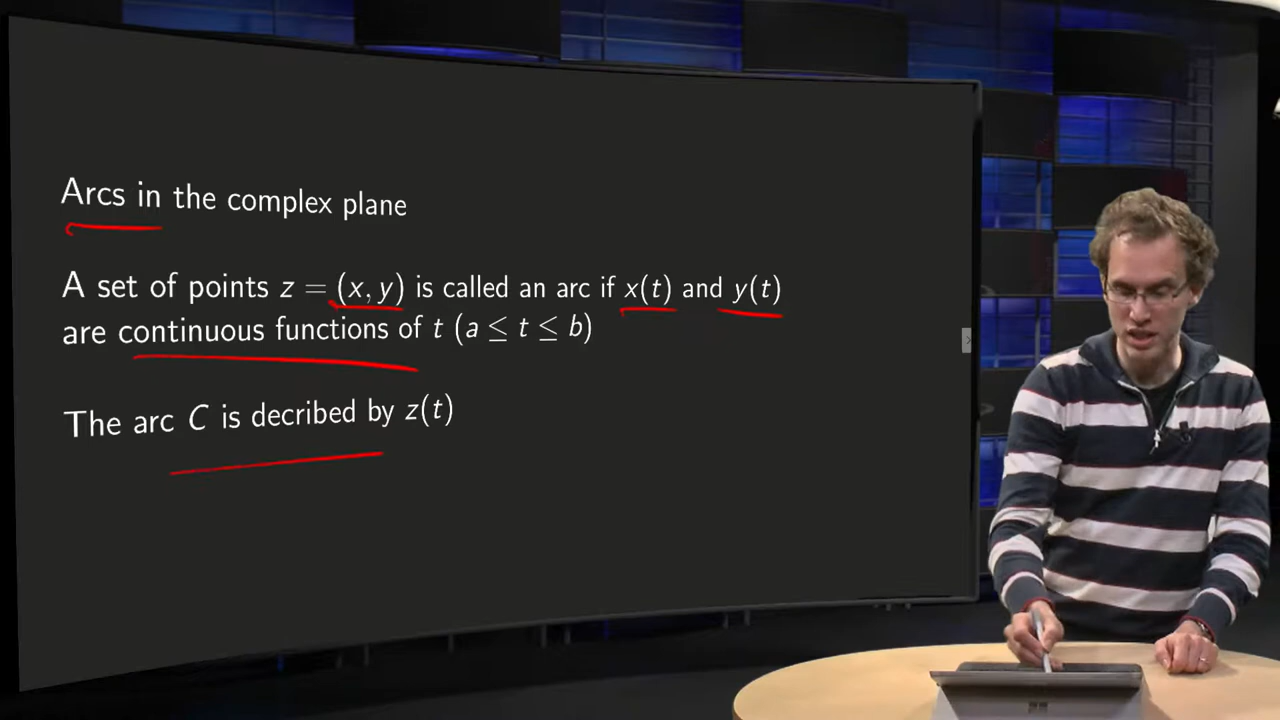 Arcs in the complex plane
A set of points z = (x, y) is called an arc if x(t) and y(t)
are continuous functions of t (a ≤ t ≤ b)
The arc C is decribed by z(t)